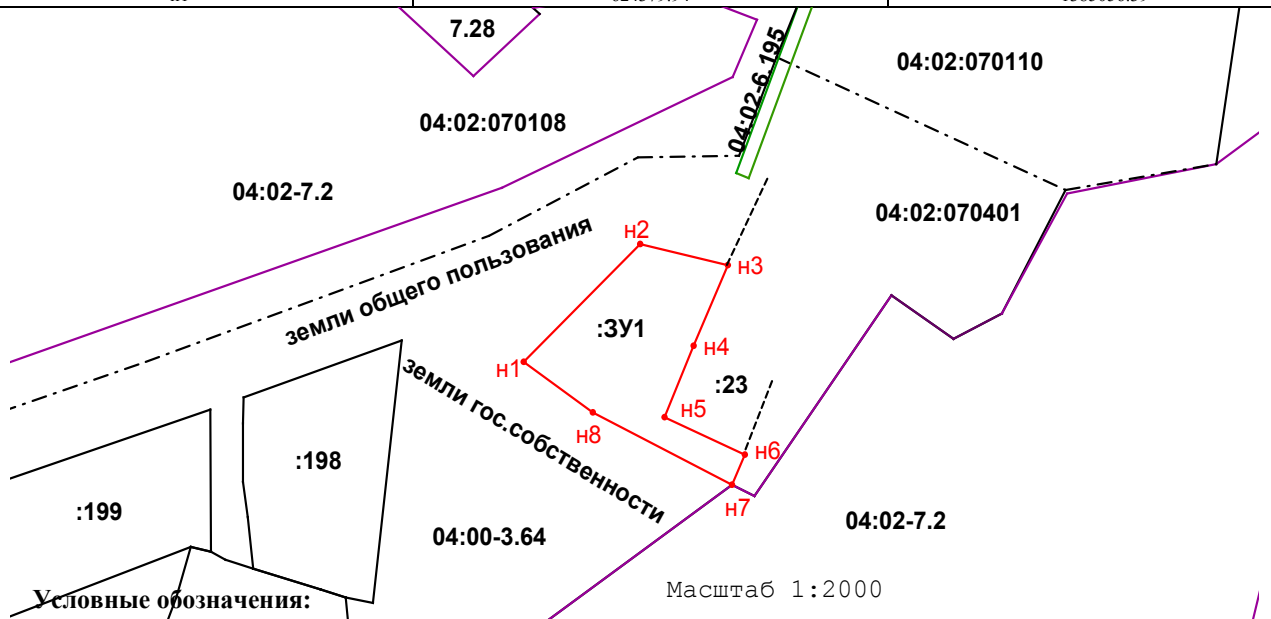 7.28
04:02-6.195
04:02:070110
04:02:070108
04:02-7.2
04:02:070401
земли общего пользования
н2
н3
:ЗУ1
н4
н1
:23
земли гос.собственности
н5
н8
н6
:198
н7
:199
04:02-7.2
04:00-3.64
Масштаб 1:2000
Условные обозначения: